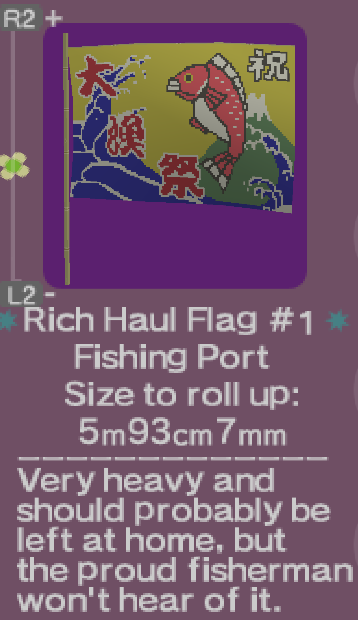 R2 +
祝
大
漁
祭
L2 -
Rich Haul Flag #1
Fishing Port
Size to roll up:
5m93cm7mm
Very heavy and
should probably be
left at home, but
the proud fisherman
won't hear of it.